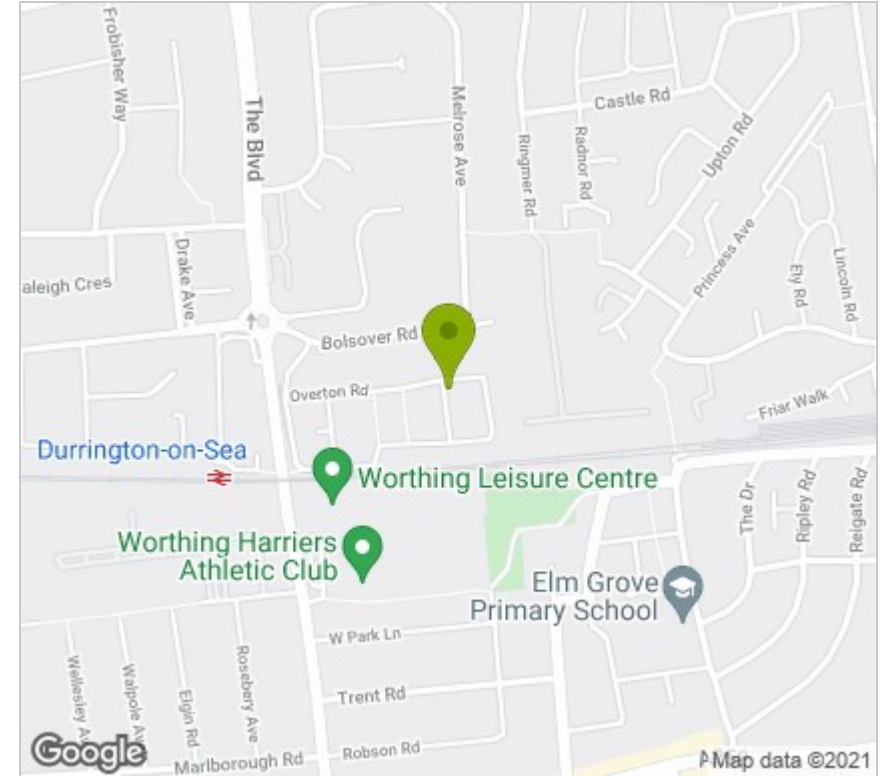 Frobisher Way
The Blvd
Melrose Ave
Castle Rd
Ringmer Rd
Radnor Rd
Upton Rd
Princess Ave
Lincoln Rd
Ely Rd
aleigh Cres
Drake Ave
Bolsover Rd
Overton Rd
Friar Walk
Durrington-on-Sea
Worthing Leisure Centre
The Dr
Ripley Rd
Reigate Rd
Worthing Harriers
Athletic Club
Elm Grove
Primary School
W Park Ln
Wellesley Av
Walpole Ave
Elgin Rd
Rosebery Ave
Trent Rd
Marlborough Rd
Robson Rd
Google
Map data ©2021